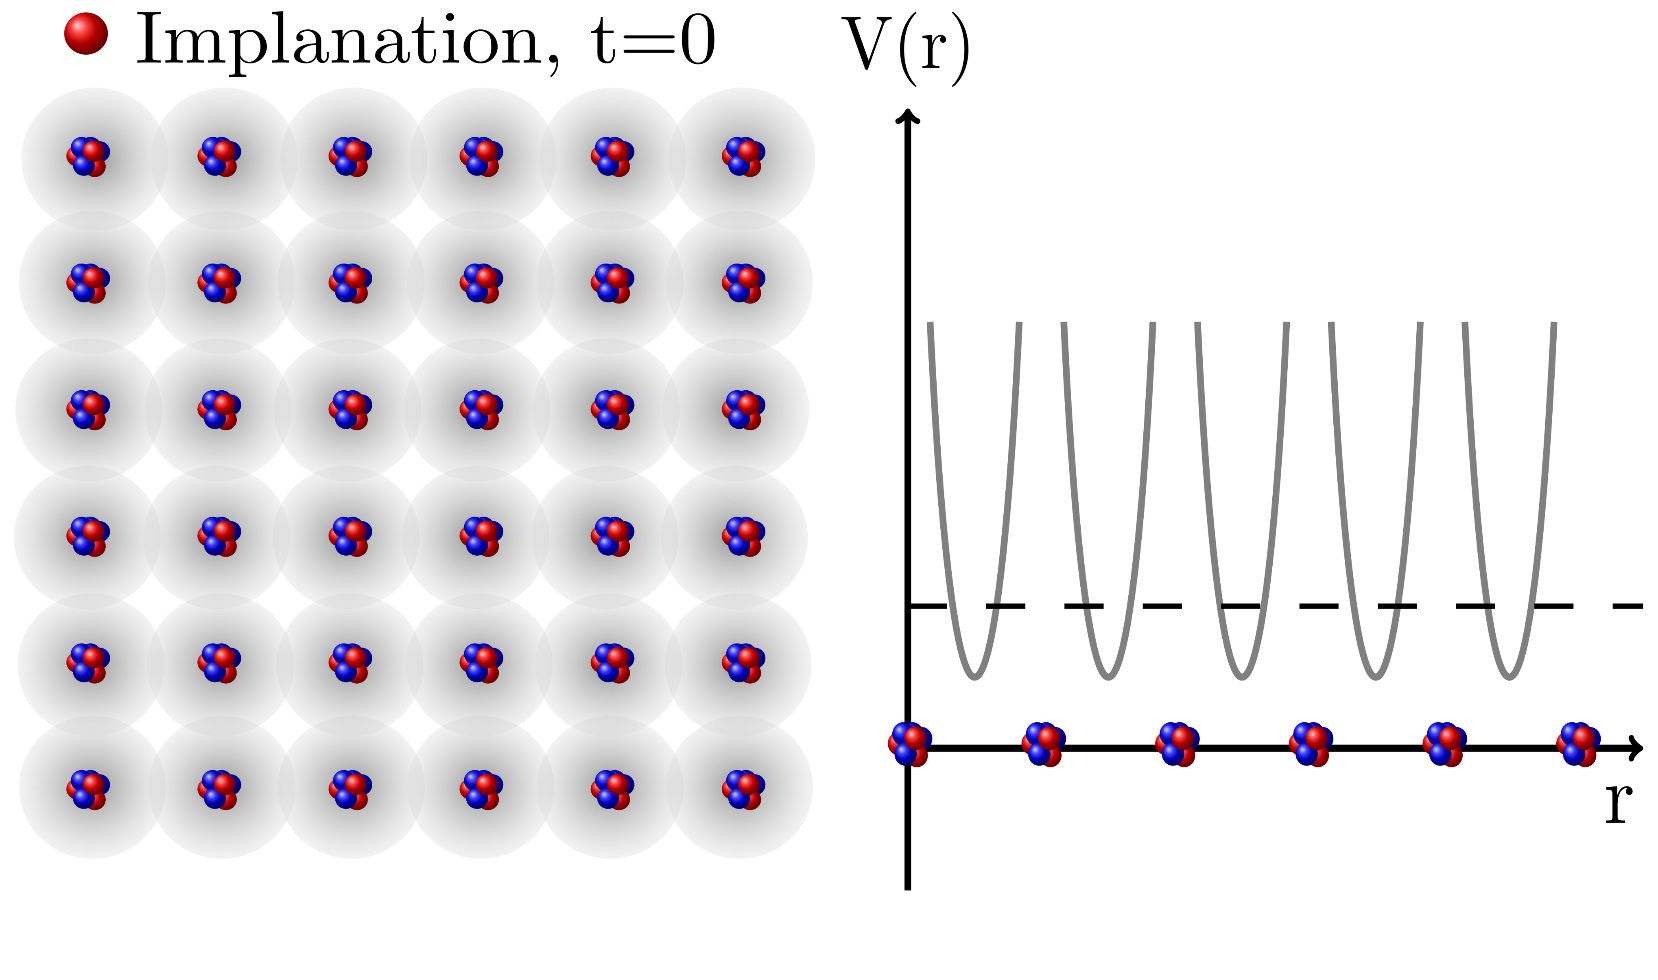 Implanation, t=0
V(r)
r